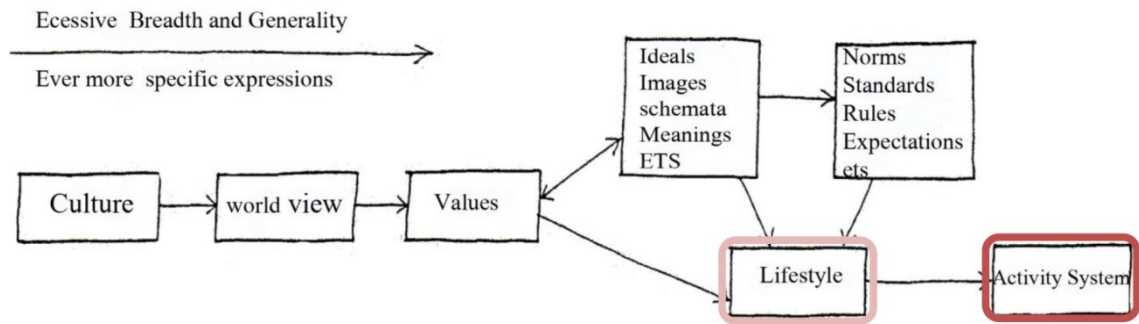 Ecessive Breadth and Generality
Ever more specific expressions
Ideals
Images
schemata
Meanings
ETS
Norms
Standards
Rules
Expectations
ets
Culture
world view
Values
Lifestyle
Activity System